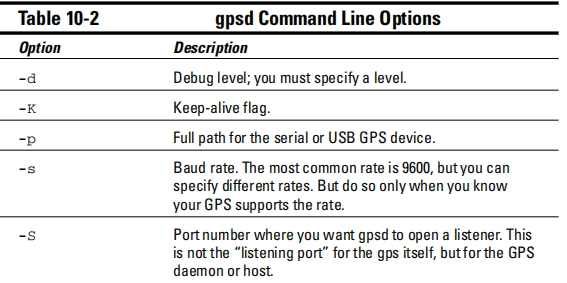 Table 10-2 gpsd Command Line Options
Option Description
-d Debug level; you must specify a level.
-K Keep-alive flag.
-p Full path for the serial or USB GPS device.
-s Baud rate. The most common rate is 9600, but you can
specify different rates. But do so only when you know
your GPS supports the rate.
-S Port number where you want gpsd to open a listener. This
is not the “listening port” for the gps itself, but for the GPS
daemon or host.